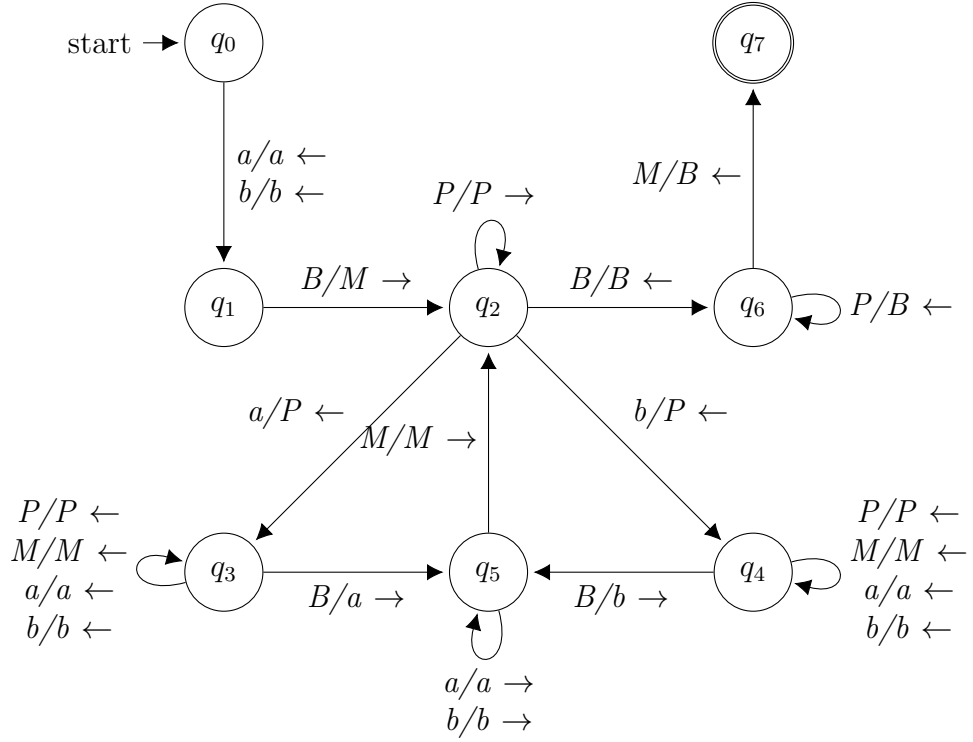 start
q0
q7
a/a ←
b/b ←
M/B ←
P/P →
q1
B/M →
q2
B/B ←
q6
P/B ←
a/P ←
M/M →
b/P ←
P/P ←
M/M ←
a/a ←
b/b ←
q3
B/a →
q5
B/b →
q4
P/P ←
M/M ←
a/a ←
b/b ←
a/a →
b/b →